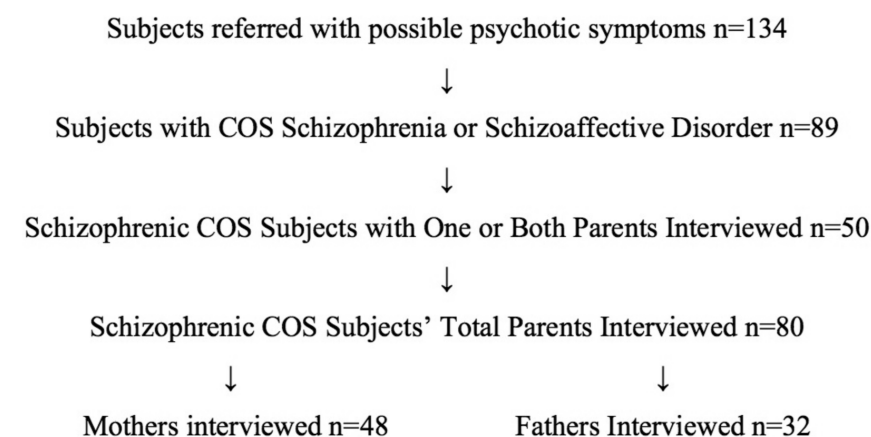 Subjects referred with possible psychotic symptoms n=134
↓
Subjects with COS Schizophrenia or Schizoaffective Disorder n=89
↓
Schizophrenic COS Subjects with One or Both Parents Interviewed n=50
↓
Schizophrenic COS Subjects’ Total Parents Interviewed n=80
↓ ↓
Mothers interviewed n=48 Fathers Interviewed n=32